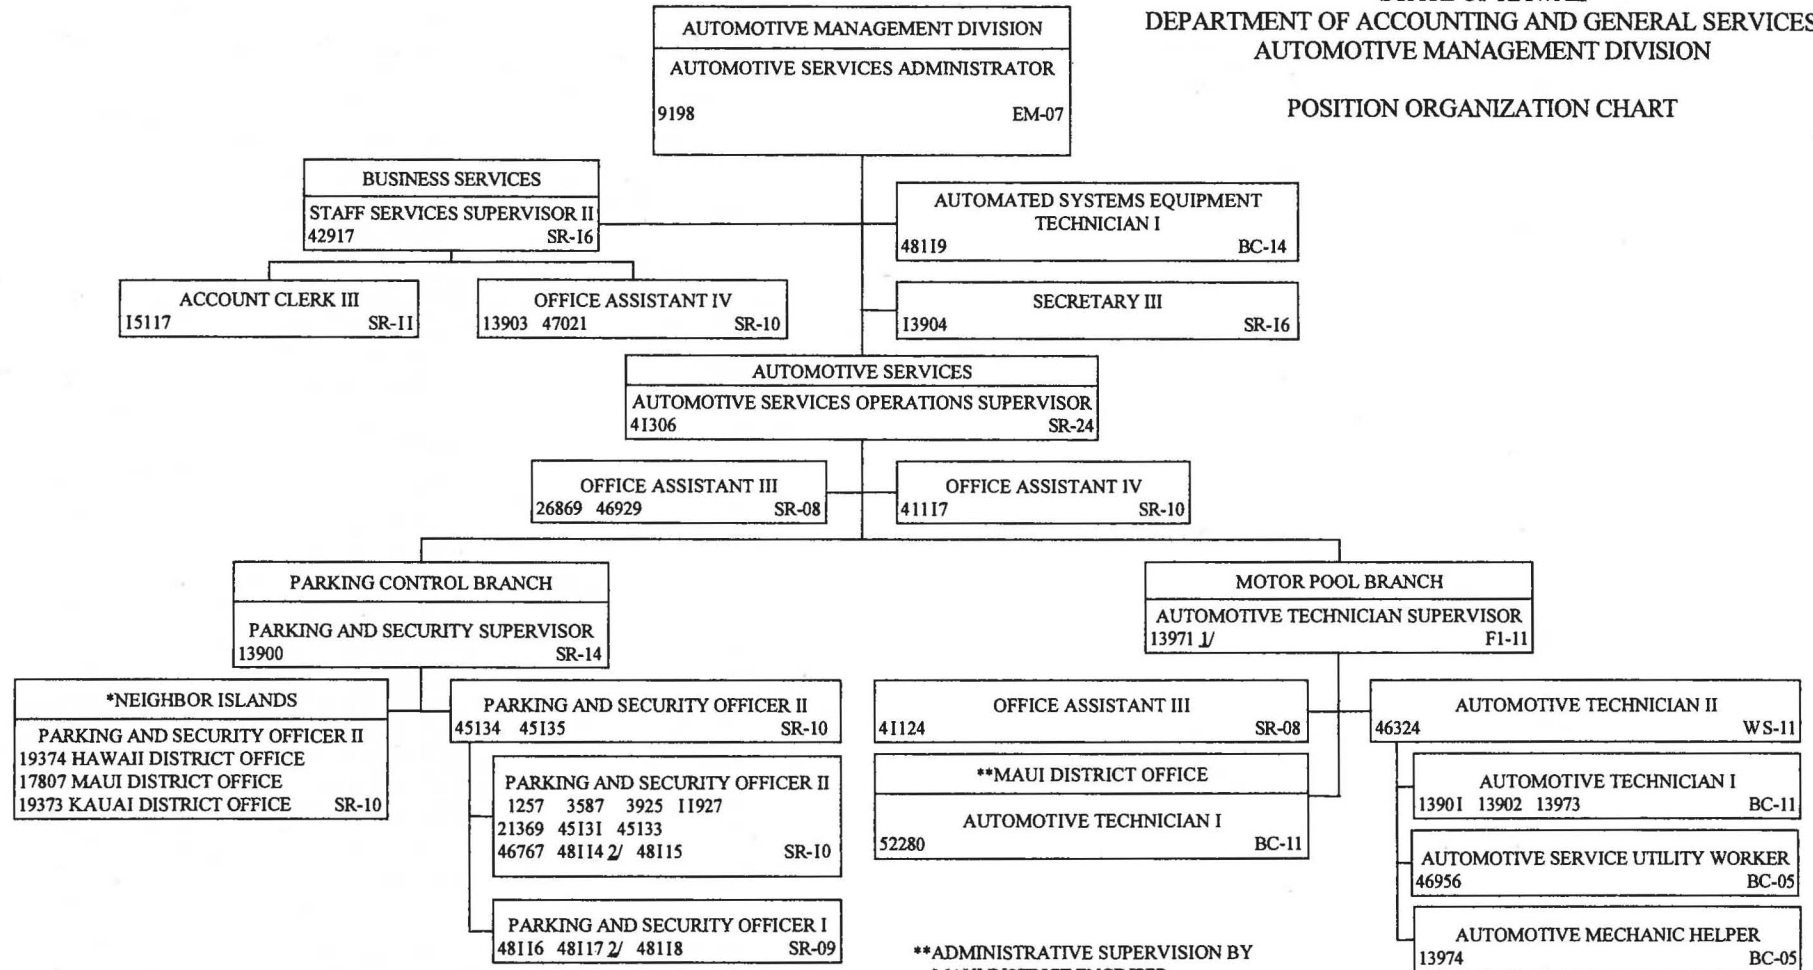 DEPARTMENT OF ACCOUNTING AND GENERAL SERVICES
AUTOMOTIVE MANAGEMENT DIVISION
POSITION ORGANIZATION CHART
AUTOMOTIVE MANAGEMENT DIVISION
AUTOMOTIVE SERVICES ADMINISTRATOR
9198 EM-07
BUSINESS SERVICES
STAFF SERVICES SUPERVISOR II
42917 SR-16
AUTOMATED SYSTEMS EQUIPMENT
TECHNICIAN I
48119 BC-14
ACCOUNT CLERK III
15117 SR-11
OFFICE ASSISTANT IV
13903 47021 SR-10
SECRETARY III
13904 SR-16
AUTOMOTIVE SERVICES
AUTOMOTIVE SERVICES OPERATIONS SUPERVISOR
41306 SR-24
OFFICE ASSISTANT III
26869 46929 SR-08
OFFICE ASSISTANT IV
41117 SR-10
PARKING CONTROL BRANCH
PARKING AND SECURITY SUPERVISOR
13900 SR-14
MOTOR POOL BRANCH
AUTOMOTIVE TECHNICIAN SUPERVISOR
13971 1/ F1-11
*NEIGHBOR ISLANDS
PARKING AND SECURITY OFFICER II
19374 HAWAII DISTRICT OFFICE
17807 MAUI DISTRICT OFFICE
19373 KAUAI DISTRICT OFFICE SR-10
PARKING AND SECURITY OFFICER II
45134 45135 SR-10
PARKING AND SECURITY OFFICER II
1257 3587 3925 11927
21369 45131 45133
46767 48114 2/ 48115 SR-10
PARKING AND SECURITY OFFICER I
48116 48117 2/ 48118 SR-09
OFFICE ASSISTANT III
41124 SR-08
**MAUI DISTRICT OFFICE
AUTOMOTIVE TECHNICIAN I
52280 BC-11
AUTOMOTIVE TECHNICIAN II
46324 WS-11
AUTOMOTIVE TECHNICIAN I
13901 13902 13973 BC-11
AUTOMOTIVE SERVICE UTILITY WORKER
46956 BC-05
AUTOMOTIVE MECHANIC HELPER
13974 BC-05
**ADMINISTRATIVE SUPERVISION BY